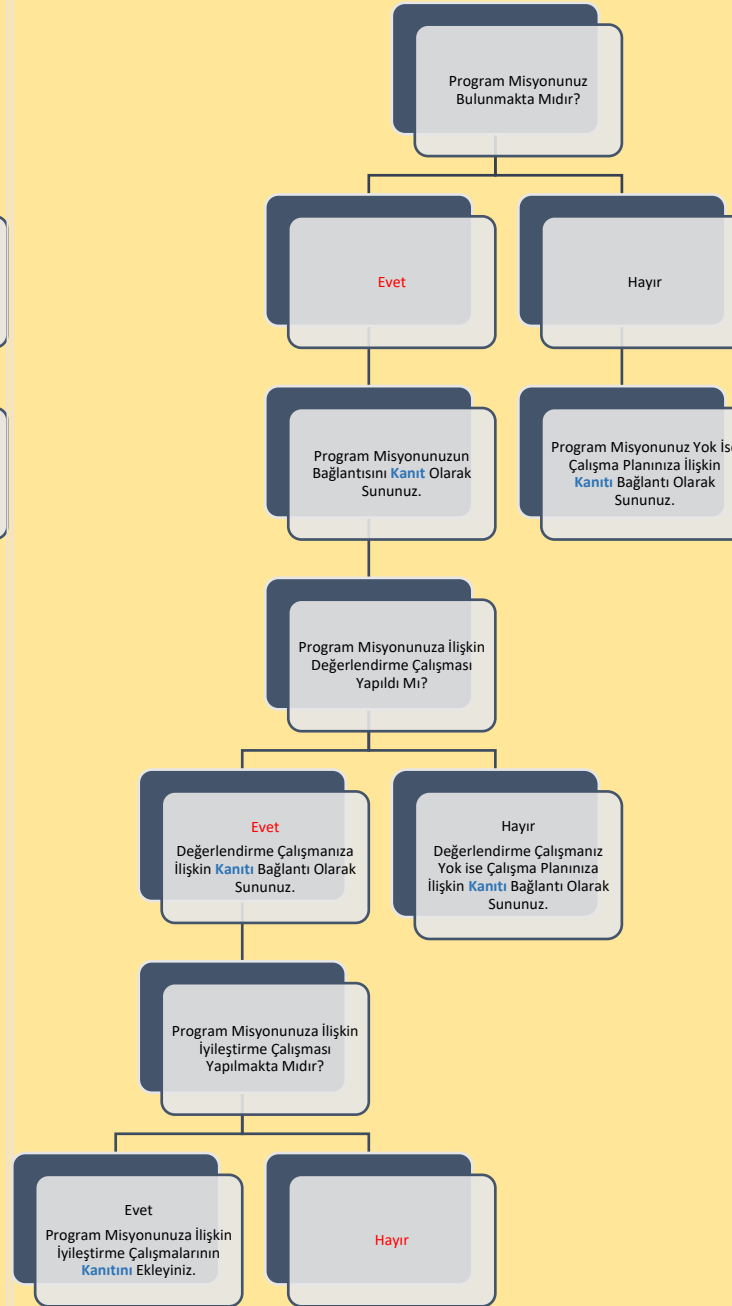 Program Misyonunuz
Bulunmakta Mıdır?
Evet
Hayır
Program Misyonunuzun
Bağlantısını Kanıt Olarak
Sununuz.
Program Misyonunuz Yok İse
Çalışma Planınıza İlişkin
Kanıtı Bağlantı Olarak
Sununuz.
Program Misyonunuza İlişkin
Değerlendirme Çalışması
Yapıldı Mı?
Evet
Değerlendirme Çalışmanıza
İlişkin Kanıtı Bağlantı Olarak
Sununuz.
Hayır
Değerlendirme Çalışmanız
Yok ise Çalışma Planınıza
İlişkin Kanıtı Bağlantı Olarak
Sununuz.
Program Misyonunuza İlişkin
İyileştirme Çalışması
Yapılmakta Mıdır?
Evet
Program Misyonunuza İlişkin
İyileştirme Çalışmalarının
Kanıtını Ekleyiniz.
Hayır